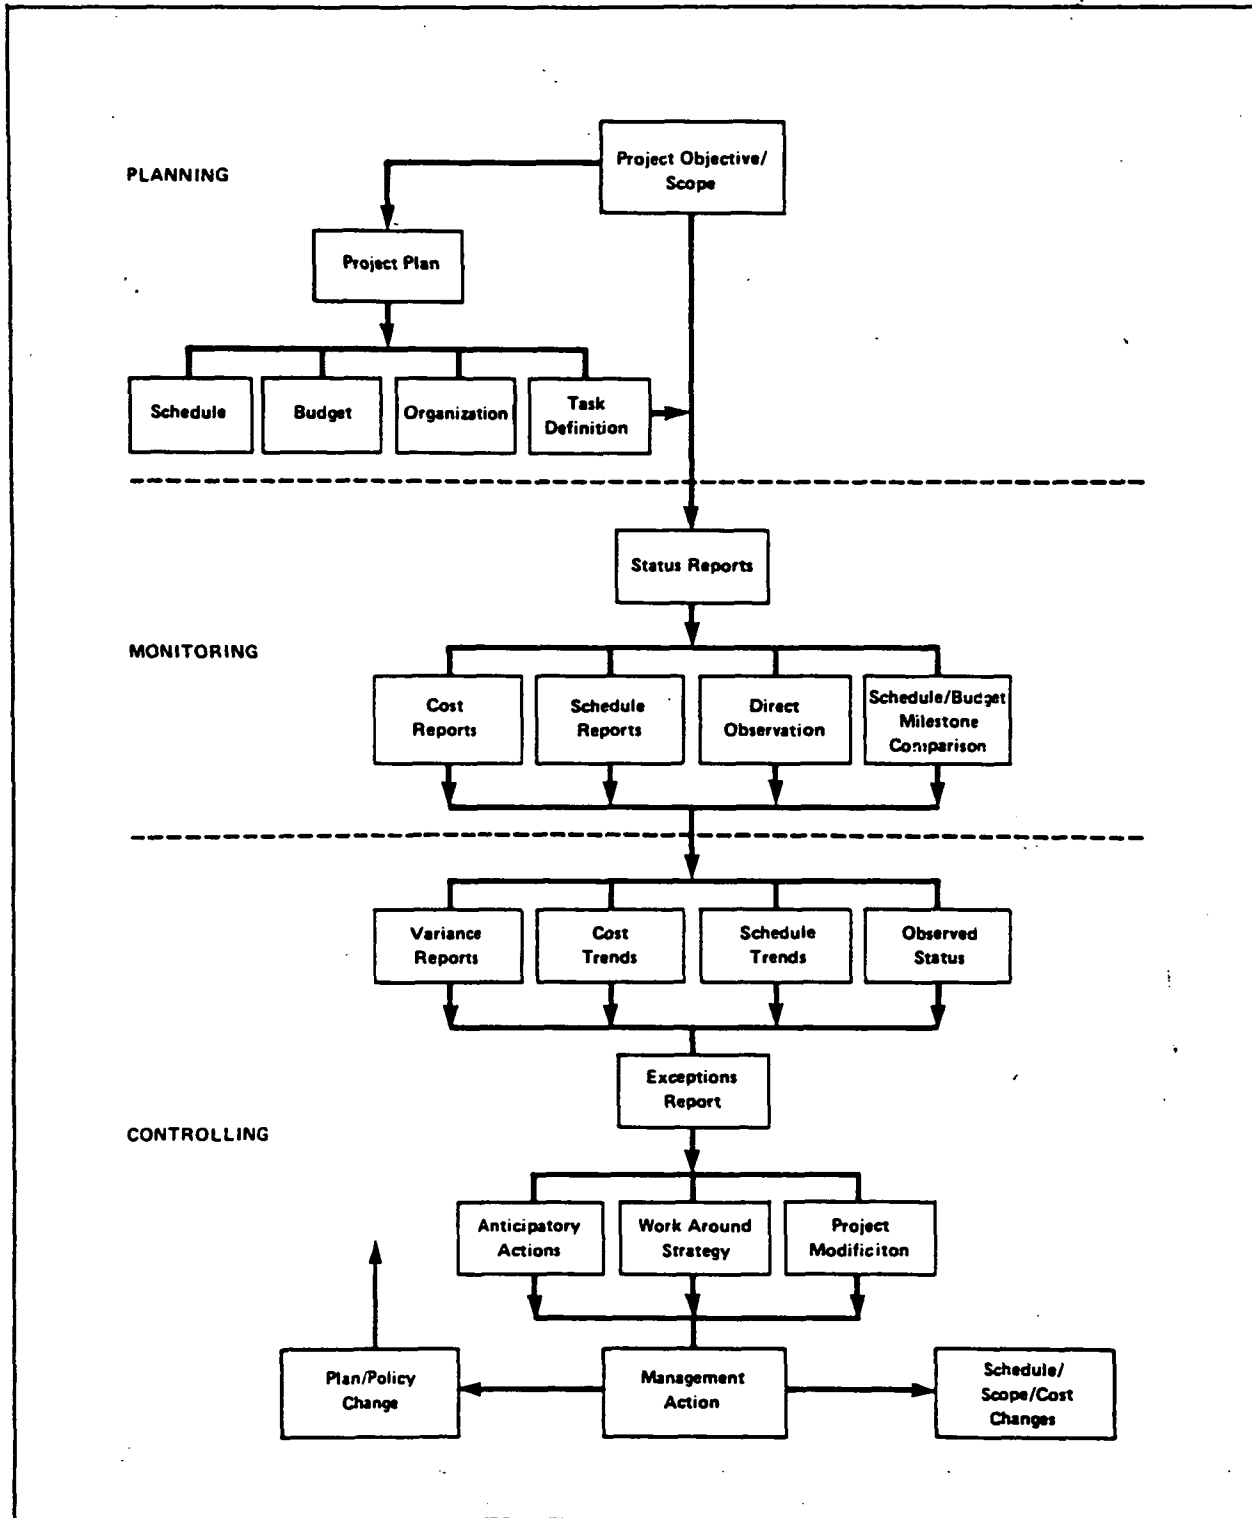 PLANNING
Project Objective/
Scope
Project Plan
Schedule
Budget
Organization
Task
Definition
Status Reports
MONITORING
Cost
Reports
Schedule
Reports
Direct
Observation
Schedule/Budget
Milestone
Comparison
Variance
Reports
Cost
Trends
Schedule
Trends
Observed
Status
Exceptions
Report
CONTROLLING
Anticipatory
Actions
Work Around
Strategy
Project
Modificiton
Plan/Policy
Change
Management
Action
Schedule/
Scope/Cost
Changes